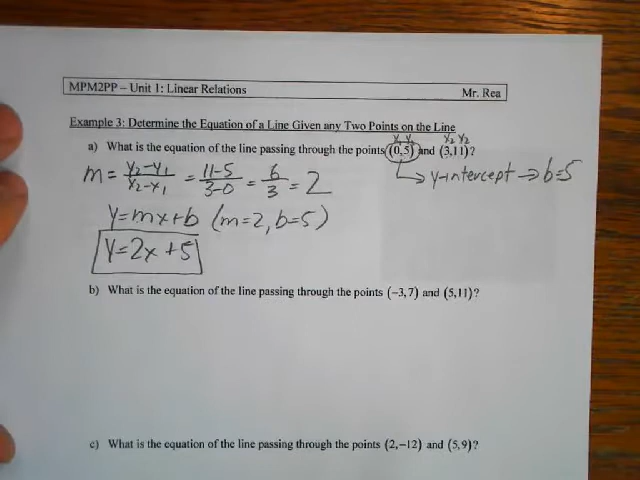 MPM2PP – Unit 1: Linear Relations Mr. Rea
Example 3: Determine the Equation of a Line Given any Two Points on the Line
x₁ y₁ x₂ y₂
a) What is the equation of the line passing through the points (0,5) and (3,11)?
m = y₂-y₁/x₂-x₁ = 11-5/3-0 = 6/3 = 2
↳ y-intercept → b=5
y=mx+b (m=2, b=5)
y=2x+5
b) What is the equation of the line passing through the points (−3,7) and (5,11)?
c) What is the equation of the line passing through the points (2,−12) and (5,9)?